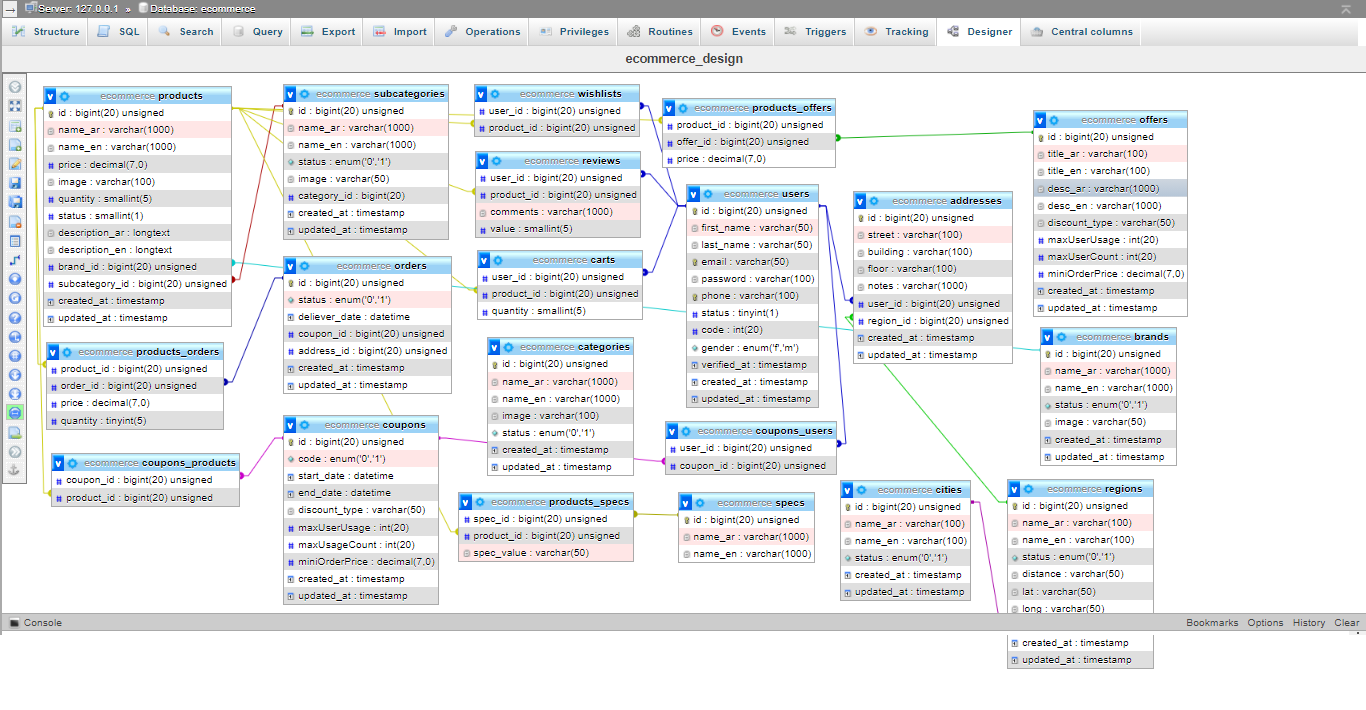 Server: 127.0.0.1 » Database: ecommerce
Structure SQL Search Query Export Import Operations Privileges Routines Events Triggers Tracking Designer Central columns
ecommerce_design
ecommerce products
id : bigint(20) unsigned
name_ar : varchar(1000)
name_en : varchar(1000)
price : decimal(7,0)
image : varchar(100)
quantity : smallint(5)
status : smallint(1)
description_ar : longtext
description_en : longtext
brand_id : bigint(20) unsigned
subcategory_id : bigint(20) unsigned
created_at : timestamp
updated_at : timestamp
ecommerce products_orders
product_id : bigint(20) unsigned
order_id : bigint(20) unsigned
price : decimal(7,0)
quantity : tinyint(5)
ecommerce coupons_products
coupon_id : bigint(20) unsigned
product_id : bigint(20) unsigned
ecommerce subcategories
id : bigint(20) unsigned
name_ar : varchar(1000)
name_en : varchar(1000)
status : enum('0','1')
image : varchar(50)
category_id : bigint(20)
created_at : timestamp
updated_at : timestamp
ecommerce orders
id : bigint(20) unsigned
status : enum('0','1')
deliever_date : datetime
coupon_id : bigint(20) unsigned
address_id : bigint(20) unsigned
created_at : timestamp
updated_at : timestamp
ecommerce coupons
id : bigint(20) unsigned
code : enum('0','1')
start_date : datetime
end_date : datetime
discount_type : varchar(50)
maxUserUsage : int(20)
maxUsageCount : int(20)
miniOrderPrice : decimal(7,0)
created_at : timestamp
updated_at : timestamp
ecommerce wishlists
user_id : bigint(20) unsigned
product_id : bigint(20) unsigned
ecommerce reviews
user_id : bigint(20) unsigned
product_id : bigint(20) unsigned
comments : varchar(1000)
value : smallint(5)
ecommerce carts
user_id : bigint(20) unsigned
product_id : bigint(20) unsigned
quantity : smallint(5)
ecommerce categories
id : bigint(20) unsigned
name_ar : varchar(1000)
name_en : varchar(1000)
image : varchar(100)
status : enum('0','1')
created_at : timestamp
updated_at : timestamp
ecommerce products_specs
spec_id : bigint(20) unsigned
product_id : bigint(20) unsigned
spec_value : varchar(50)
ecommerce products_offers
product_id : bigint(20) unsigned
offer_id : bigint(20) unsigned
price : decimal(7,0)
ecommerce users
id : bigint(20) unsigned
first_name : varchar(50)
last_name : varchar(50)
email : varchar(50)
password : varchar(100)
phone : varchar(100)
status : tinyint(1)
code : int(20)
gender : enum('f','m')
verified_at : timestamp
created_at : timestamp
updated_at : timestamp
ecommerce coupons_users
user_id : bigint(20) unsigned
coupon_id : bigint(20) unsigned
ecommerce specs
id : bigint(20) unsigned
name_ar : varchar(1000)
name_en : varchar(1000)
ecommerce addresses
id : bigint(20) unsigned
street : varchar(100)
building : varchar(100)
floor : varchar(100)
notes : varchar(1000)
user_id : bigint(20) unsigned
region_id : bigint(20) unsigned
created_at : timestamp
updated_at : timestamp
ecommerce cities
id : bigint(20) unsigned
name_ar : varchar(100)
name_en : varchar(100)
status : enum('0','1')
created_at : timestamp
updated_at : timestamp
ecommerce offers
id : bigint(20) unsigned
title_ar : varchar(100)
title_en : varchar(100)
desc_ar : varchar(1000)
desc_en : varchar(1000)
discount_type : varchar(50)
maxUserUsage : int(20)
maxUserCount : int(20)
miniOrderPrice : decimal(7,0)
created_at : timestamp
updated_at : timestamp
ecommerce brands
id : bigint(20) unsigned
name_ar : varchar(1000)
name_en : varchar(1000)
status : enum('0','1')
image : varchar(50)
created_at : timestamp
updated_at : timestamp
ecommerce regions
id : bigint(20) unsigned
name_ar : varchar(100)
name_en : varchar(100)
status : enum('0','1')
distance : varchar(50)
lat : varchar(50)
long : varchar(50)
Console Bookmarks Options History Clear
created_at : timestamp
updated_at : timestamp